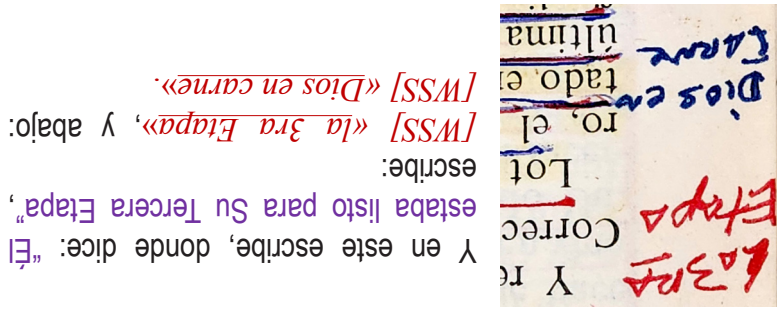 La 3RA
Etapa
Dios en
Carne
Y re
Correc
Lot
ro, el
tado, en
última
Y en este escribe, donde dice: “Él
estaba listo para Su Tercera Etapa”,
escribe:
[WSS] «la 3ra Etapa», y abajo:
[WSS] «Dios en carne».